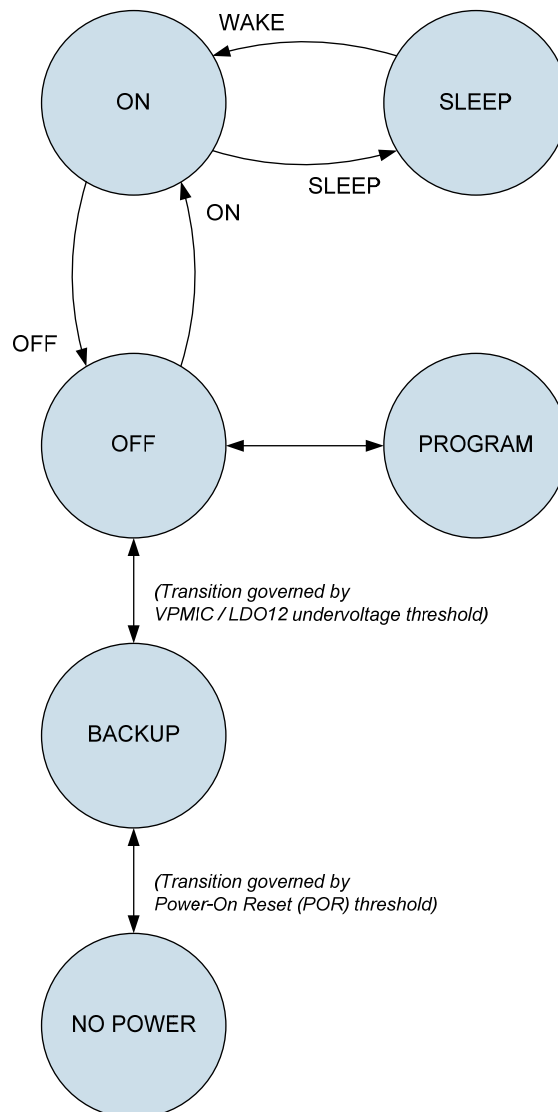 WAKE
ON
SLEEP
SLEEP
ON
OFF
OFF
PROGRAM
(Transition governed by
VPMIC / LDO12 undervoltage threshold)
BACKUP
(Transition governed by
Power-On Reset (POR) threshold)
NO POWER